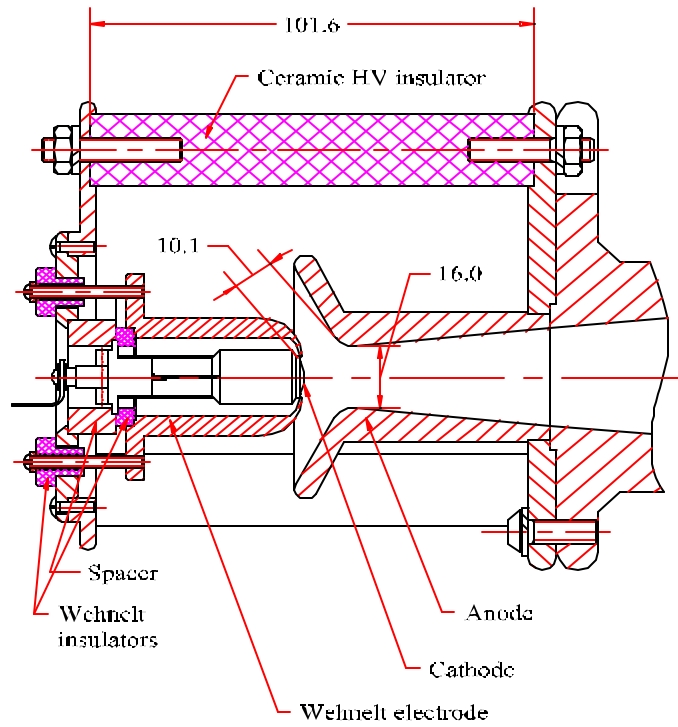 101.6
Ceramic HV insulator
10.1
16.0
Spacer
Wehnelt
insulators
Anode
Cathode
Wehnelt electrode